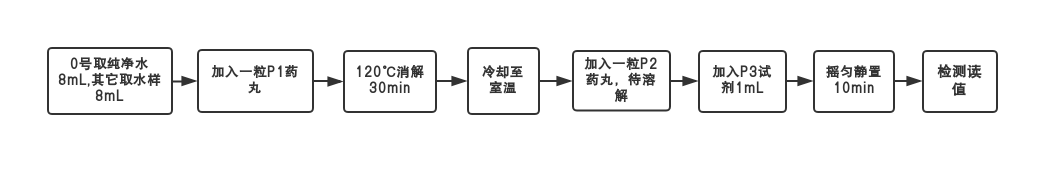 0号取纯净水
8mL,其它取水样
8mL
加入一粒P1药
丸
120℃消解
30min
冷却至
室温
加入一粒P2
药丸，待溶
解
加入P3试
剂1mL
摇匀静置
10min
检测读
值